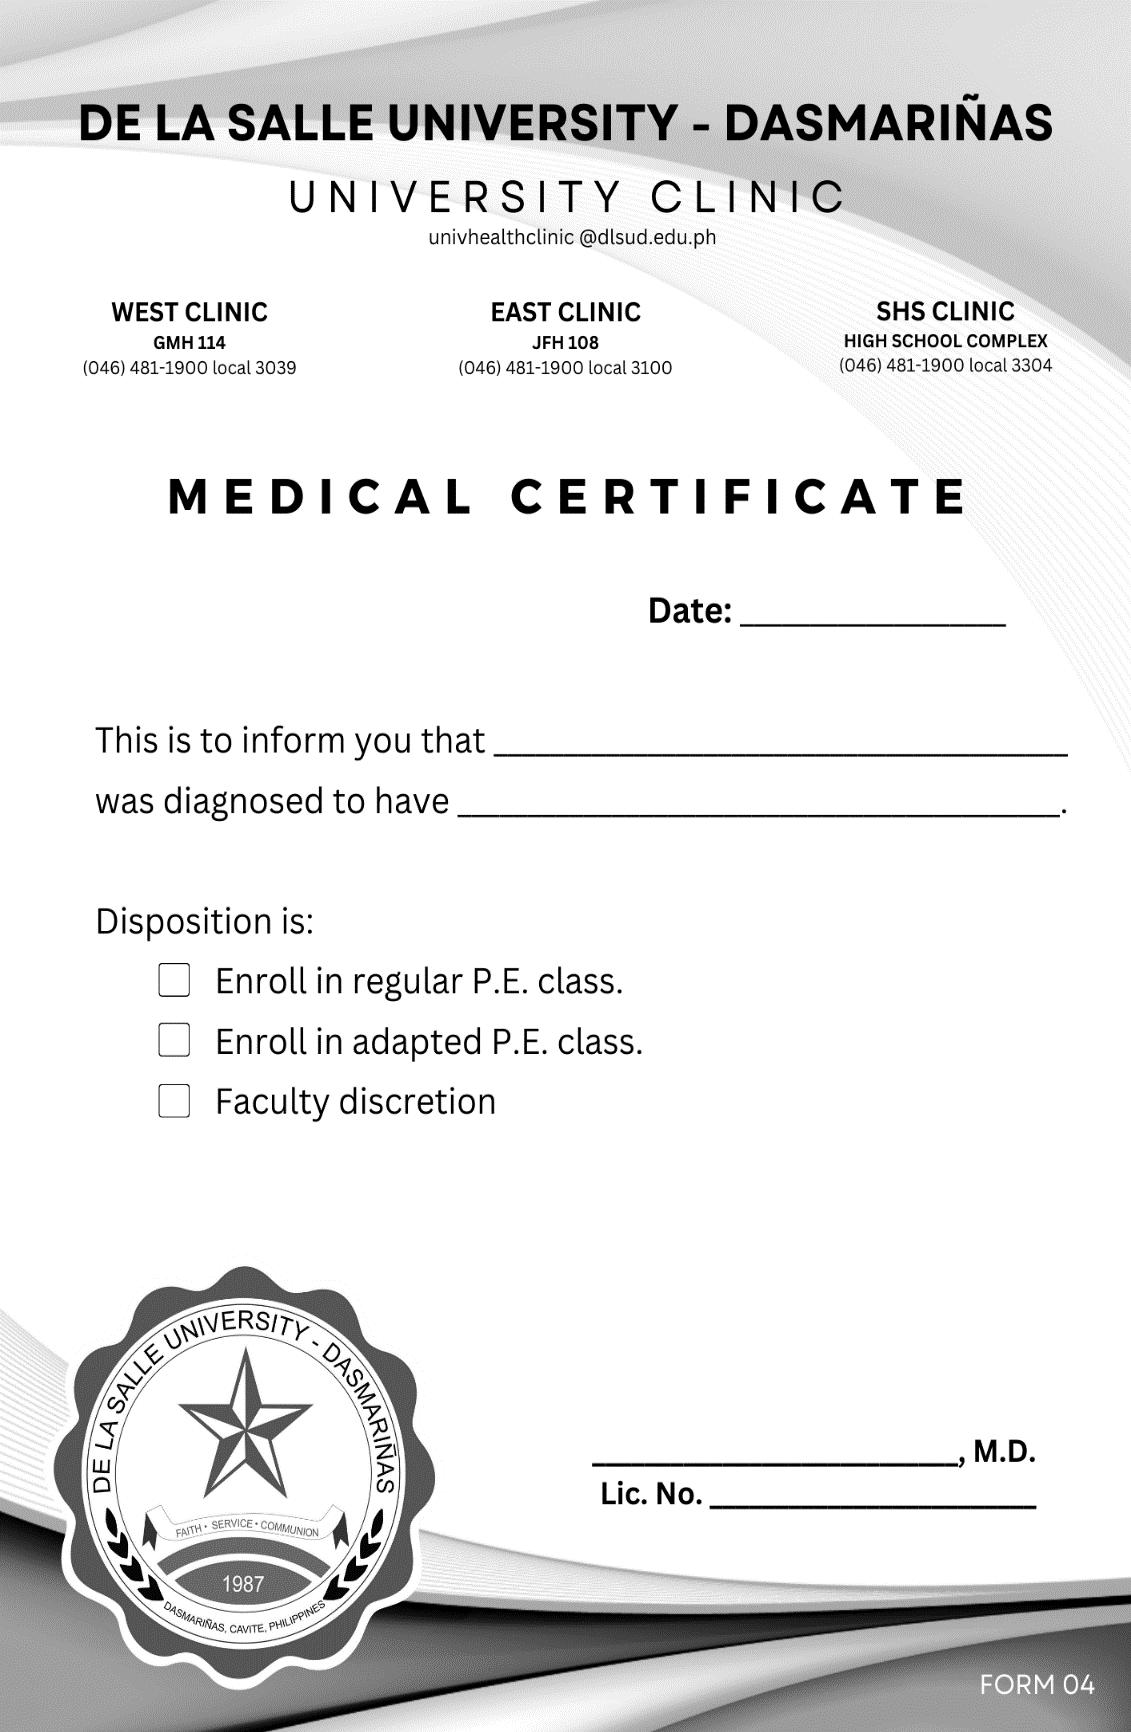 DE LA SALLE UNIVERSITY - DASMARIÑAS
UNIVERSITY CLINIC
univhealthclinic @dlsud.edu.ph
WEST CLINIC
GMH 114
(046) 481-1900 local 3039
EAST CLINIC
JFH 108
(046) 481-1900 local 3100
SHS CLINIC
HIGH SCHOOL COMPLEX
(046) 481-1900 local 3304
MEDICAL CERTIFICATE
Date: _______________
This is to inform you that ______________________________
was diagnosed to have ________________________________.
Disposition is:
Enroll in regular P.E. class.
Enroll in adapted P.E. class.
Faculty discretion
DE LA SALLE UNIVERSITY - DASMARIÑAS
FAITH • SERVICE • COMMUNION
1987
DASMARIÑAS, CAVITE, PHILIPPINES
______________________, M.D.
Lic. No. ____________________
FORM 04